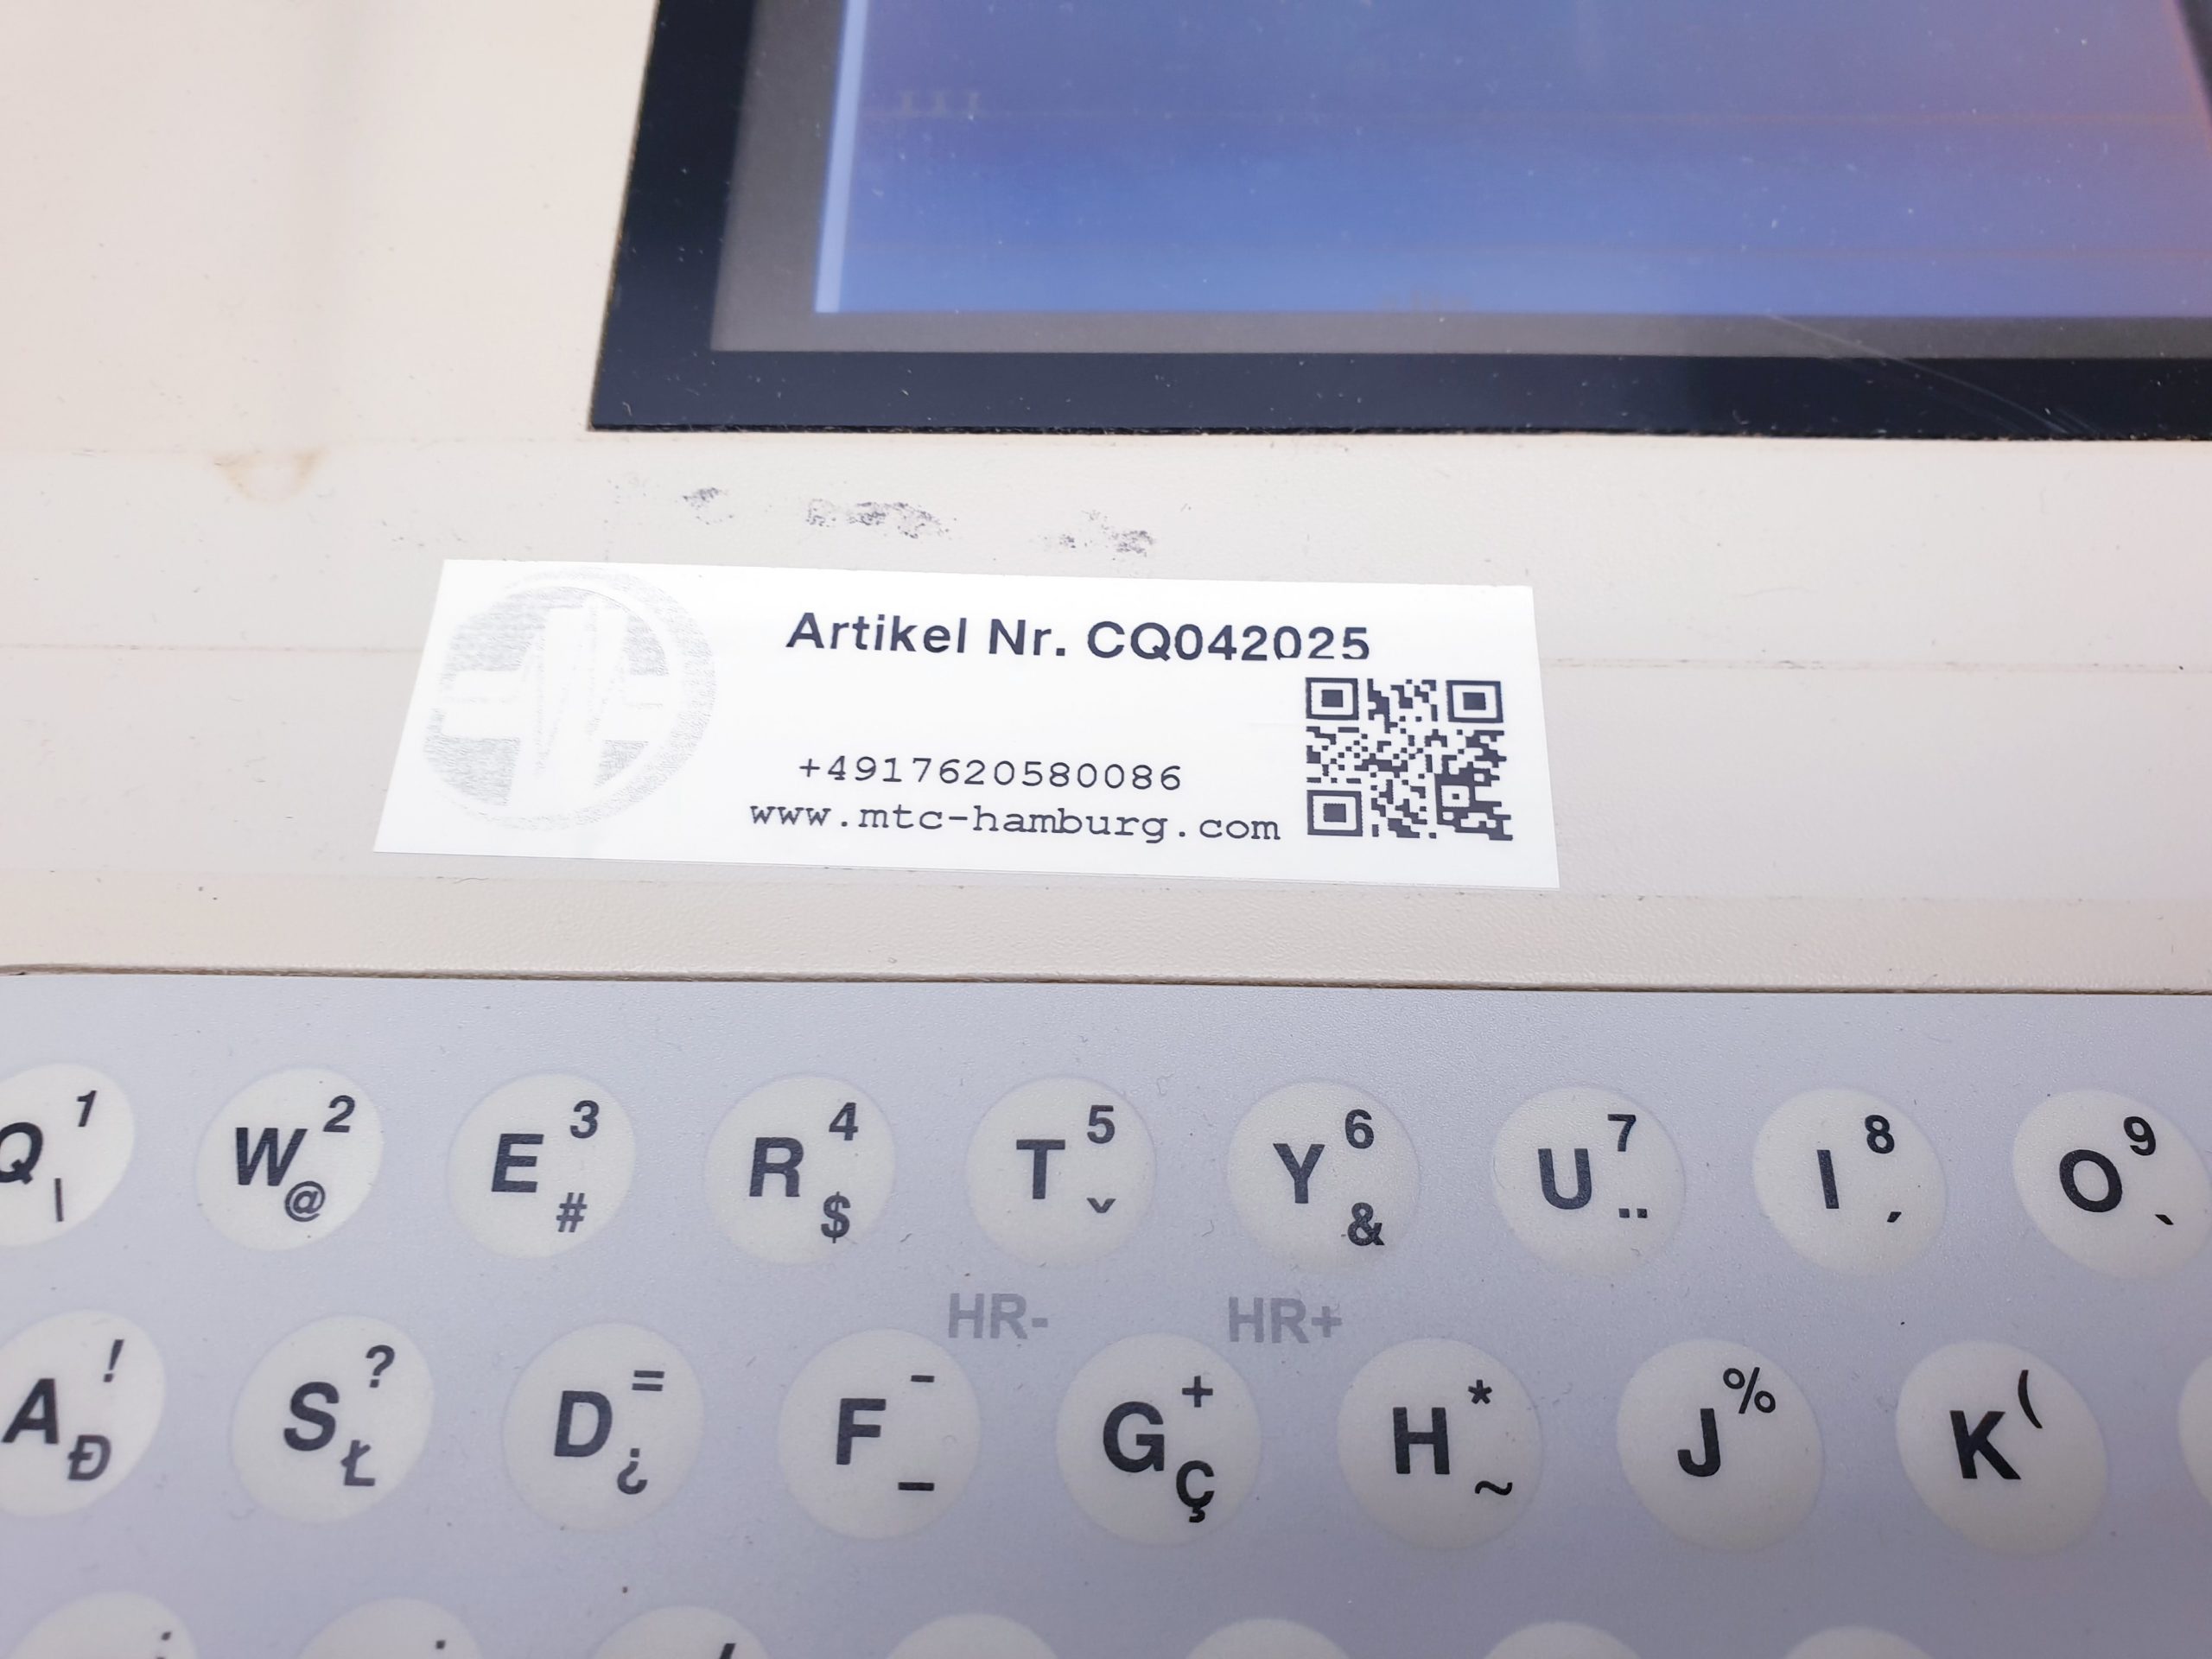 Artikel Nr. CQ042025
+4917620580086
www.mtc-hamburg.com
Q 1 |
W 2 @
E 3 #
R 4 $
T 5 ˇ
Y 6 &
U 7 ¨
I 8 ´
O 9 `
HR- HR+
A ! Đ
S ? Ł
D = ¿
F - _
G + Ç
H * ~
J %
K (